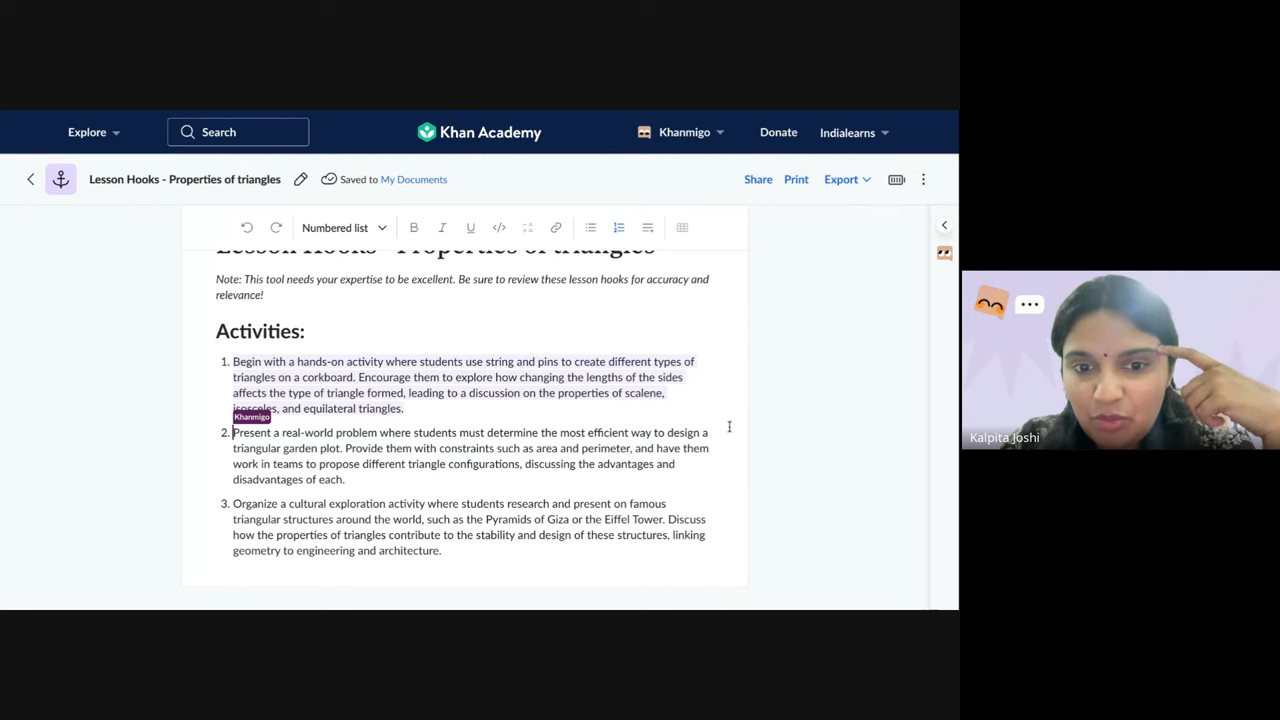 Explore
Search
Khan Academy
Khanmigo
Donate
Indialearns
Lesson Hooks - Properties of triangles
Saved to My Documents
Share
Print
Export
Numbered list
B
I
U
Lesson Hooks - Properties of triangles
Note: This tool needs your expertise to be excellent. Be sure to review these lesson hooks for accuracy and
relevance!
Activities:
1. Begin with a hands-on activity where students use string and pins to create different types of
triangles on a corkboard. Encourage them to explore how changing the lengths of the sides
affects the type of triangle formed, leading to a discussion on the properties of scalene,
isosceles, and equilateral triangles.
Khanmigo
2. Present a real-world problem where students must determine the most efficient way to design a
triangular garden plot. Provide them with constraints such as area and perimeter, and have them
work in teams to propose different triangle configurations, discussing the advantages and
disadvantages of each.
3. Organize a cultural exploration activity where students research and present on famous
triangular structures around the world, such as the Pyramids of Giza or the Eiffel Tower. Discuss
how the properties of triangles contribute to the stability and design of these structures, linking
geometry to engineering and architecture.
Kalpita Joshi